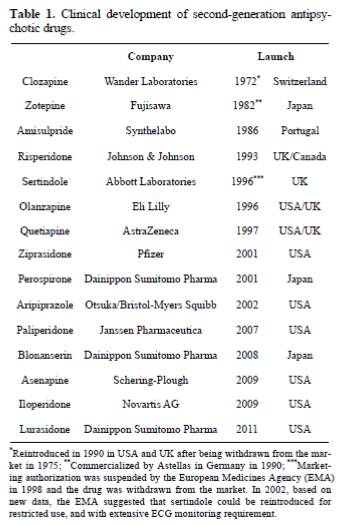 Table 1. Clinical development of second-generation antipsy-
chotic drugs.
Company Launch
Clozapine Wander Laboratories 1972* Switzerland
Zotepine Fujisawa 1982** Japan
Amisulpride Synthelabo 1986 Portugal
Risperidone Johnson & Johnson 1993 UK/Canada
Sertindole Abbott Laboratories 1996*** UK
Olanzapine Eli Lilly 1996 USA/UK
Quetiapine AstraZeneca 1997 USA/UK
Ziprasidone Pfizer 2001 USA
Perospirone Dainippon Sumitomo Pharma 2001 Japan
Aripiprazole Otsuka/Bristol-Myers Squibb 2002 USA
Paliperidone Janssen Pharmaceutica 2007 USA
Blonanserin Dainippon Sumitomo Pharma 2008 Japan
Asenapine Schering-Plough 2009 USA
Iloperidone Novartis AG 2009 USA
Lurasidone Dainippon Sumitomo Pharma 2011 USA
*Reintroduced in 1990 in USA and UK after being withdrawn from the mar-
ket in 1975; **Commercialized by Astellas in Germany in 1990; ***Market-
ing authorization was suspended by the European Medicines Agency (EMA)
in 1998 and the drug was withdrawn from the market. In 2002, based on
new data, the EMA suggested that sertindole could be reintroduced for
restricted use, and with extensive ECG monitoring requirement.